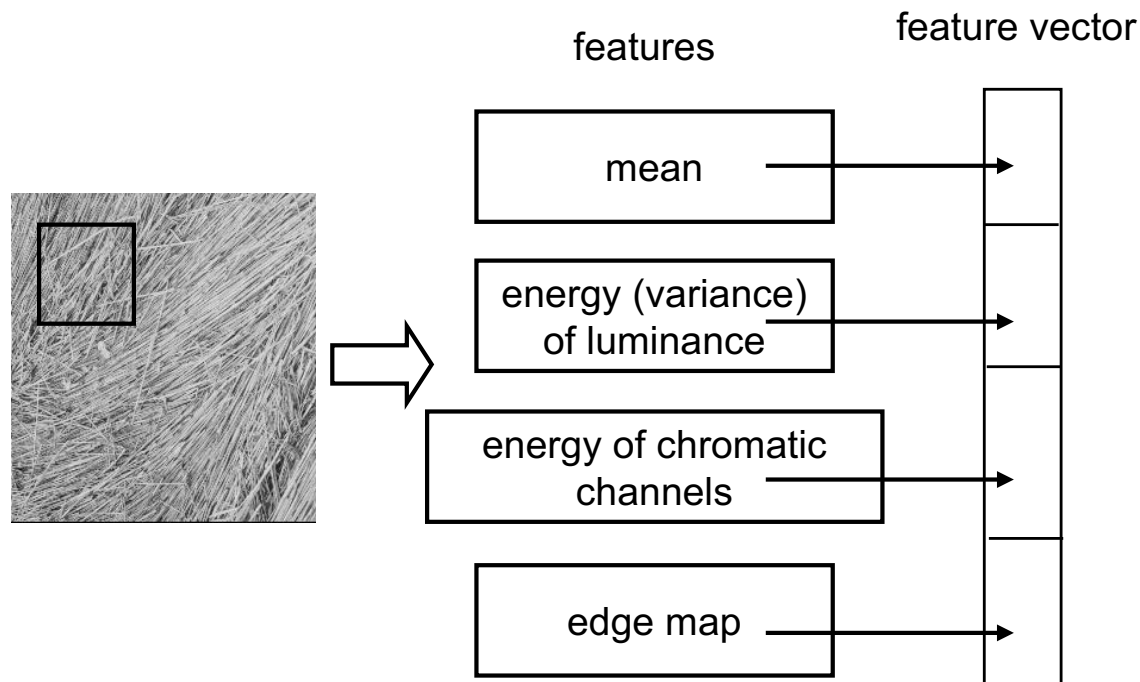 features
feature vector
mean
energy (variance)
of luminance
energy of chromatic
channels
edge map